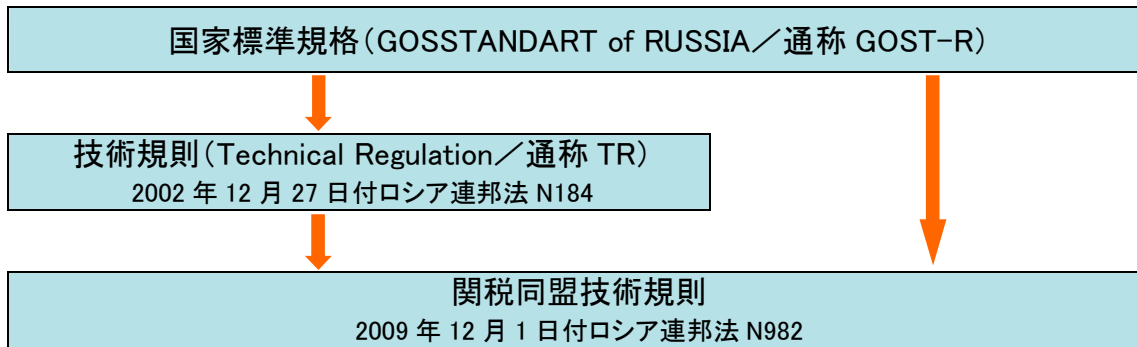 国家標準規格(GOSSTANDART of RUSSIA／通称 GOST-R)
技術規則(Technical Regulation／通称 TR)
2002 年 12 月 27 日付ロシア連邦法 N184
関税同盟技術規則
2009 年 12 月 1 日付ロシア連邦法 N982